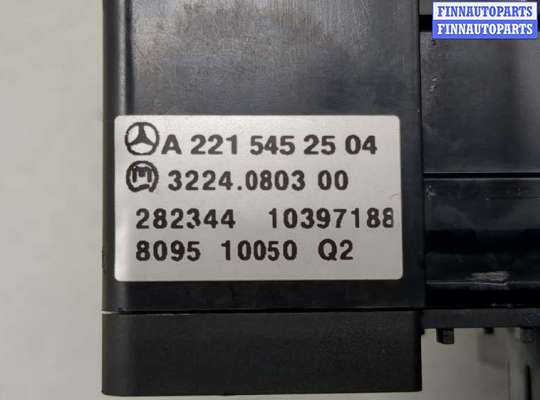 FINNAUTOPARTS
FINNAUTOPARTS
A 221 545 25 04
3224.0803 00
282344 10397188
8095 10050 Q2